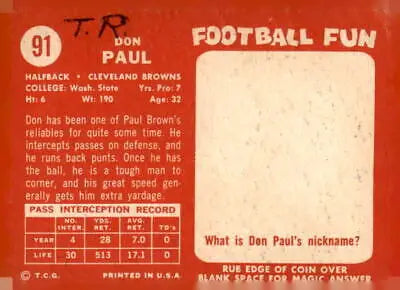 91
T.R.
DON
PAUL
HALFBACK • CLEVELAND BROWNS
COLLEGE: Wash. State Yrs. Pro: 7
Ht: 6 Wt: 190 Age: 32
Don has been one of Paul Brown's
reliables for quite some time. He
intercepts passes on defense, and
he runs back punts. Once he has
the ball, he is a tough man to
corner, and his great speed gener-
ally gets him extra yardage.
PASS INTERCEPTION RECORD
NO. INTER. YDS. RET. AVG. RET. TD's
YEAR 4 28 7.0 0
LIFE 30 513 17.1 0
© T.C.G. PRINTED IN U.S.A.
FOOTBALL FUN
What is Don Paul's nickname?
RUB EDGE OF COIN OVER
BLANK SPACE FOR MAGIC ANSWER